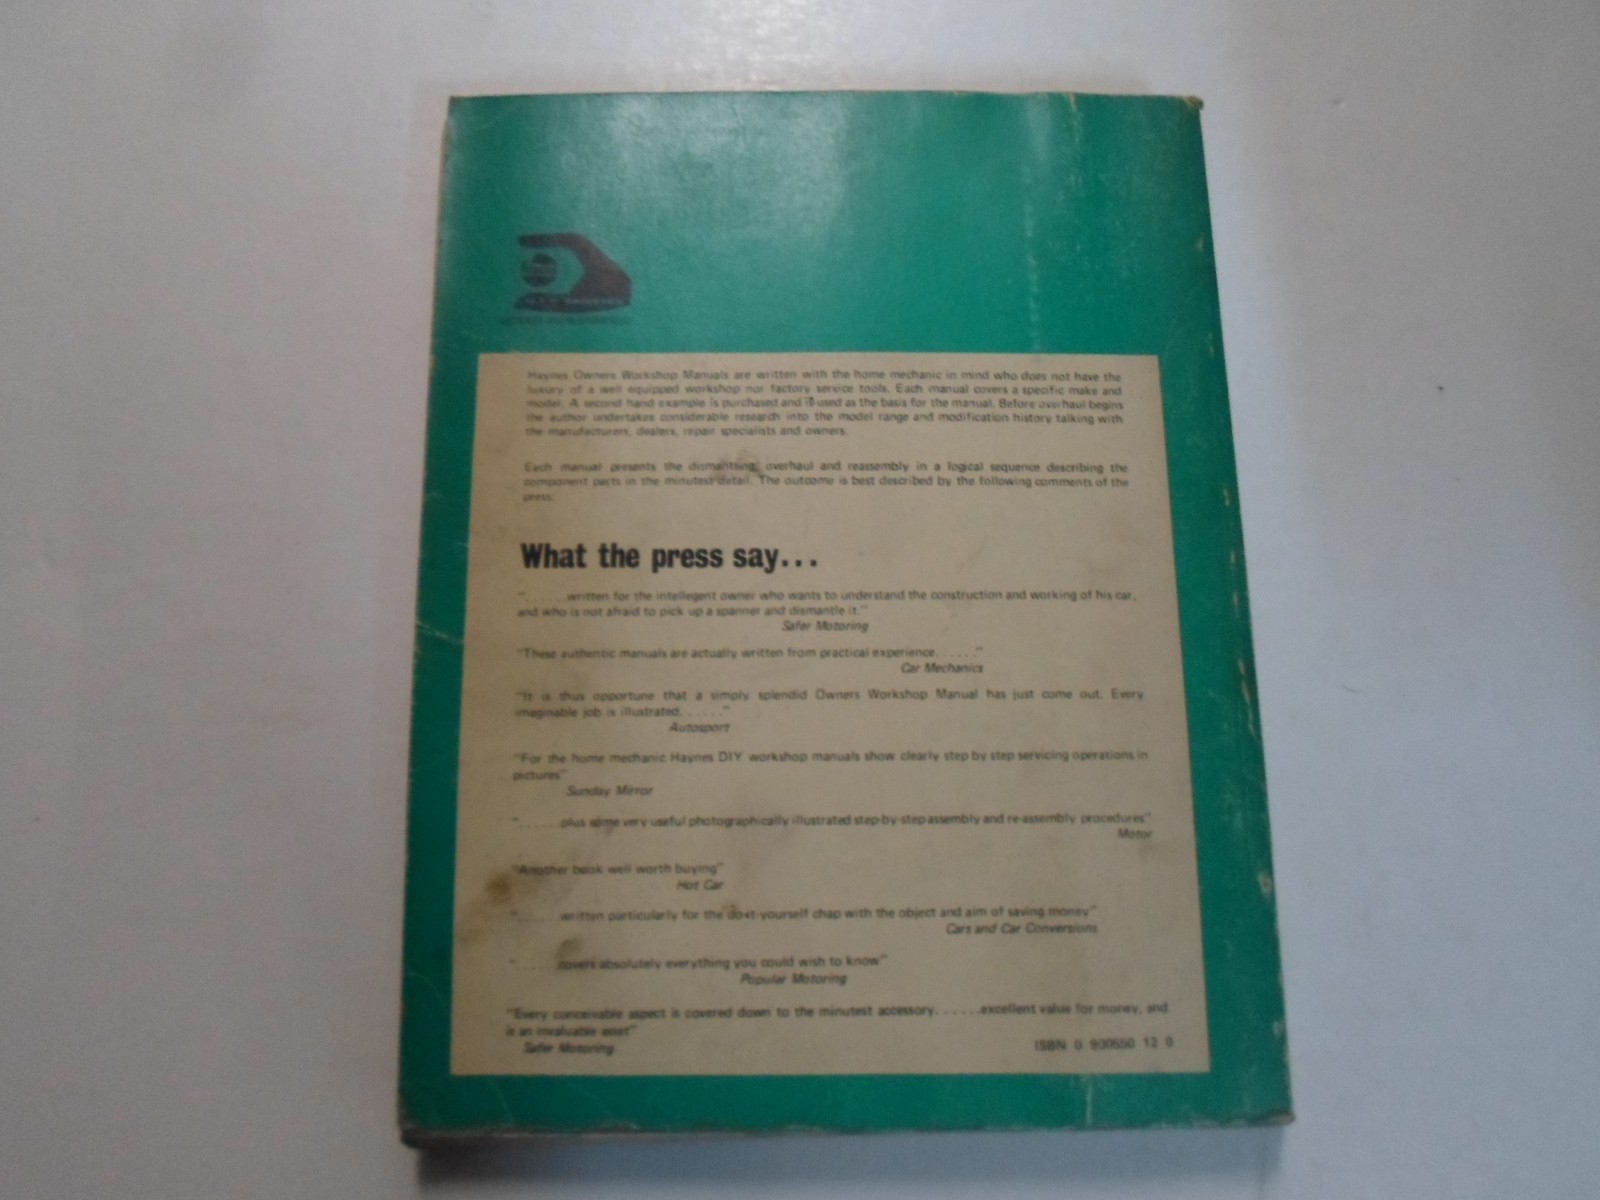 Haynes Owners Workshop Manuals are written with the home mechanic in mind who does not have the
luxury of a well equipped workshop nor factory service tools. Each manual covers a specific make and
model. A second hand example is purchased and is used as the basis for the manual. Before overhaul begins
the author undertakes considerable research into the model range and modification history talking with
the manufacturers, dealers, repair specialists and owners.
Each manual presents the dismantling, overhaul and reassembly in a logical sequence describing the
component parts in the minutest detail. The outcome is best described by the following comments of the
press:
What the press say...
"......written for the intellegent owner who wants to understand the construction and working of his car,
and who is not afraid to pick up a spanner and dismantle it."
Safer Motoring
"These authentic manuals are actually written from practical experience......"
Car Mechanics
"It is thus opportune that a simply splendid Owners Workshop Manual has just come out. Every
imaginable job is illustrated......"
Autosport
"For the home mechanic Haynes DIY workshop manuals show clearly step by step servicing operations in
pictures"
Sunday Mirror
"......plus some very useful photographically illustrated step-by-step assembly and re-assembly procedures"
Motor
"Another book well worth buying"
Hot Car
"......written particularly for the do-it-yourself chap with the object and aim of saving money"
Cars and Car Conversions
"......covers absolutely everything you could wish to know"
Popular Motoring
"Every conceivable aspect is covered down to the minutest accessory......excellent value for money, and
is an invaluable asset"
Safer Motoring
ISBN 0 900550 12 0